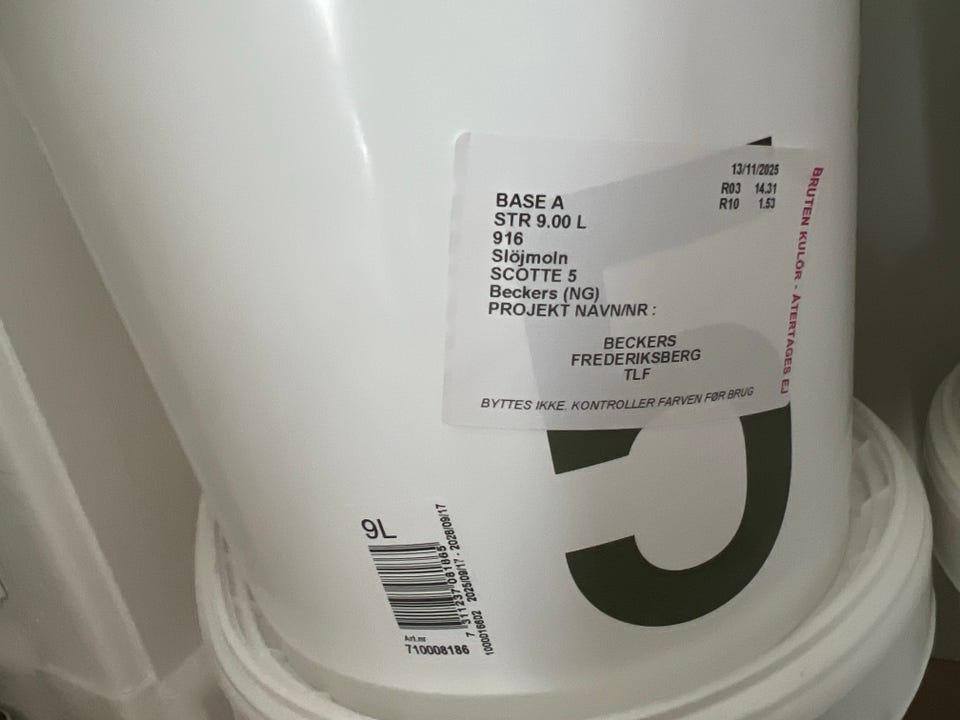 13/11/2025
R03 14.31
R10 1.53
BASE A
STR 9.00 L
916
Slöjmoln
SCOTTE 5
Beckers (NG)
PROJEKT NAVN/NR :
BECKERS
FREDERIKSBERG
TLF
BYTTES IKKE. KONTROLLER FARVEN FØR BRUG
BRUTEN KULÖR - ÅTERTAGES EJ
5
9L
7 311237 081865
2025/09/17 - 2028/09/17
1000016602
Art.nr
710008186